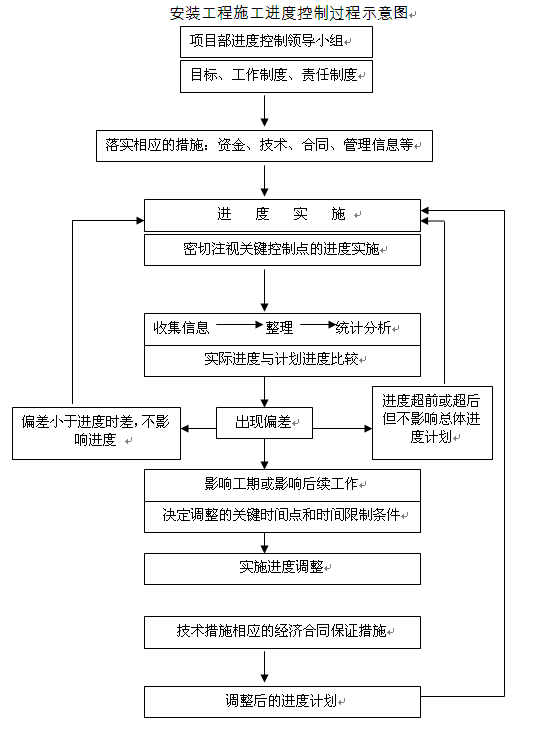 安装工程施工进度控制过程示意图
项目部进度控制领导小组
目标、工作制度、责任制度
落实相应的措施：资金、技术、合同、管理信息等
进 度 实 施
密切注视关键控制点的进度实施
收集信息 整理 统计分析
实际进度与计划进度比较
偏差小于进度时差，不影
响进度
出现偏差
进度超前或超后
但不影响总体进
度计划
影响工期或影响后续工作
决定调整的关键时间点和时间限制条件
实施进度调整
技术措施相应的经济合同保证措施
调整后的进度计划